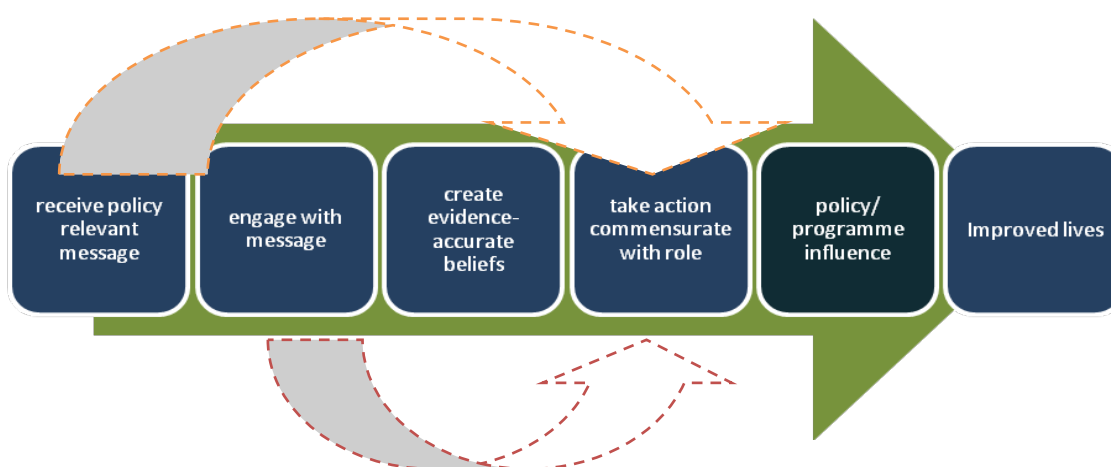 receive policy
relevant
message
engage with
message
create
evidence-
accurate
beliefs
take action
commensurate
with role
policy/
programme
influence
Improved lives